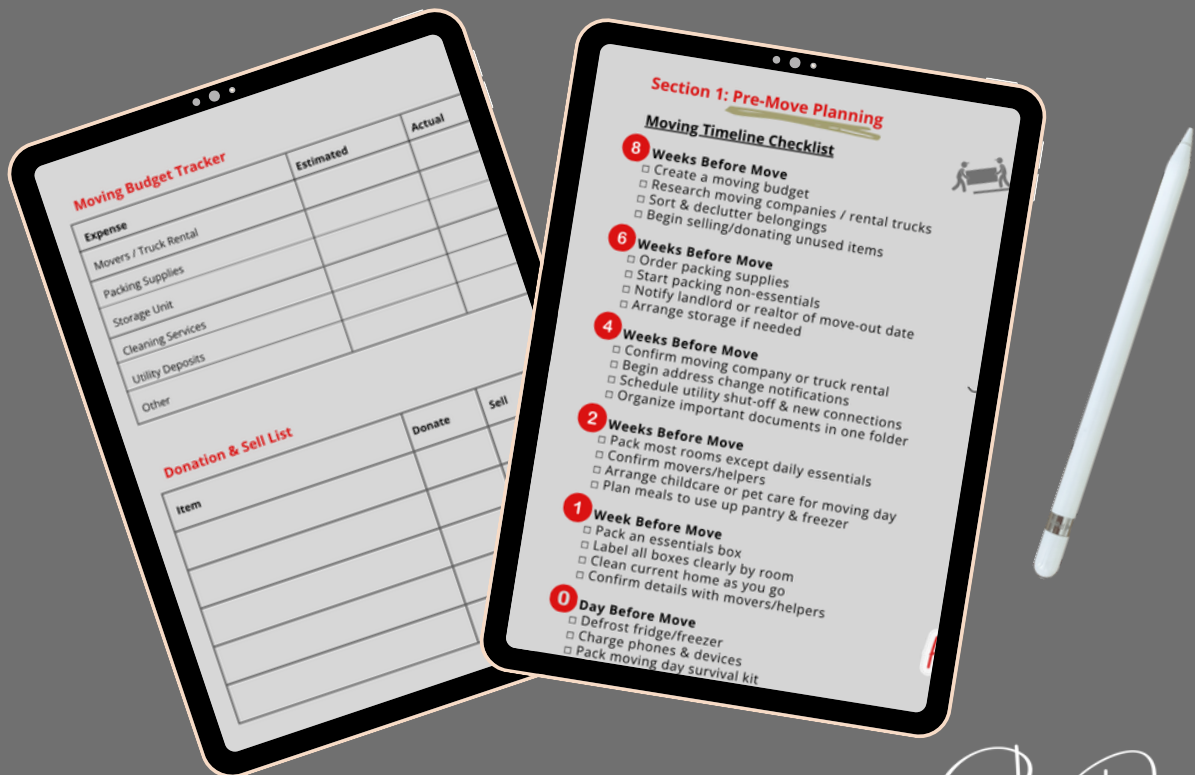 Moving Budget Tracker
Expense Estimated Actual
Movers / Truck Rental
Packing Supplies
Storage Unit
Cleaning Services
Utility Deposits
Other
Donation & Sell List
Item Donate Sell
Section 1: Pre-Move Planning
Moving Timeline Checklist
8 Weeks Before Move
□ Create a moving budget
□ Research moving companies / rental trucks
□ Sort & declutter belongings
□ Begin selling/donating unused items
6 Weeks Before Move
□ Order packing supplies
□ Start packing non-essentials
□ Notify landlord or realtor of move-out date
□ Arrange storage if needed
4 Weeks Before Move
□ Confirm moving company or truck rental
□ Begin address change notifications
□ Schedule utility shut-off & new connections
□ Organize important documents in one folder
2 Weeks Before Move
□ Pack most rooms except daily essentials
□ Confirm movers/helpers
□ Arrange childcare or pet care for moving day
□ Plan meals to use up pantry & freezer
1 Week Before Move
□ Pack an essentials box
□ Label all boxes clearly by room
□ Clean current home as you go
□ Confirm details with movers/helpers
0 Day Before Move
□ Defrost fridge/freezer
□ Charge phones & devices
□ Pack moving day survival kit